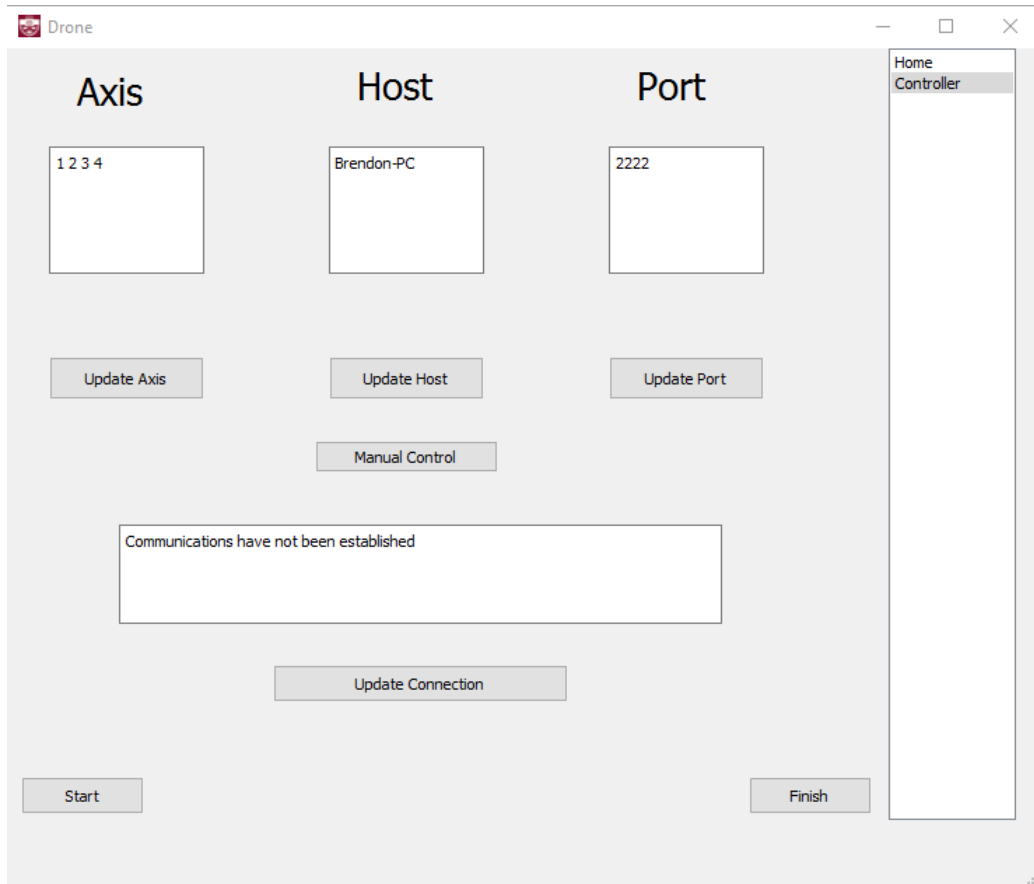 Drone
Axis
Host
Port
Home
Controller
1 2 3 4
Brendon-PC
2222
Update Axis
Update Host
Update Port
Manual Control
Communications have not been established
Update Connection
Start
Finish